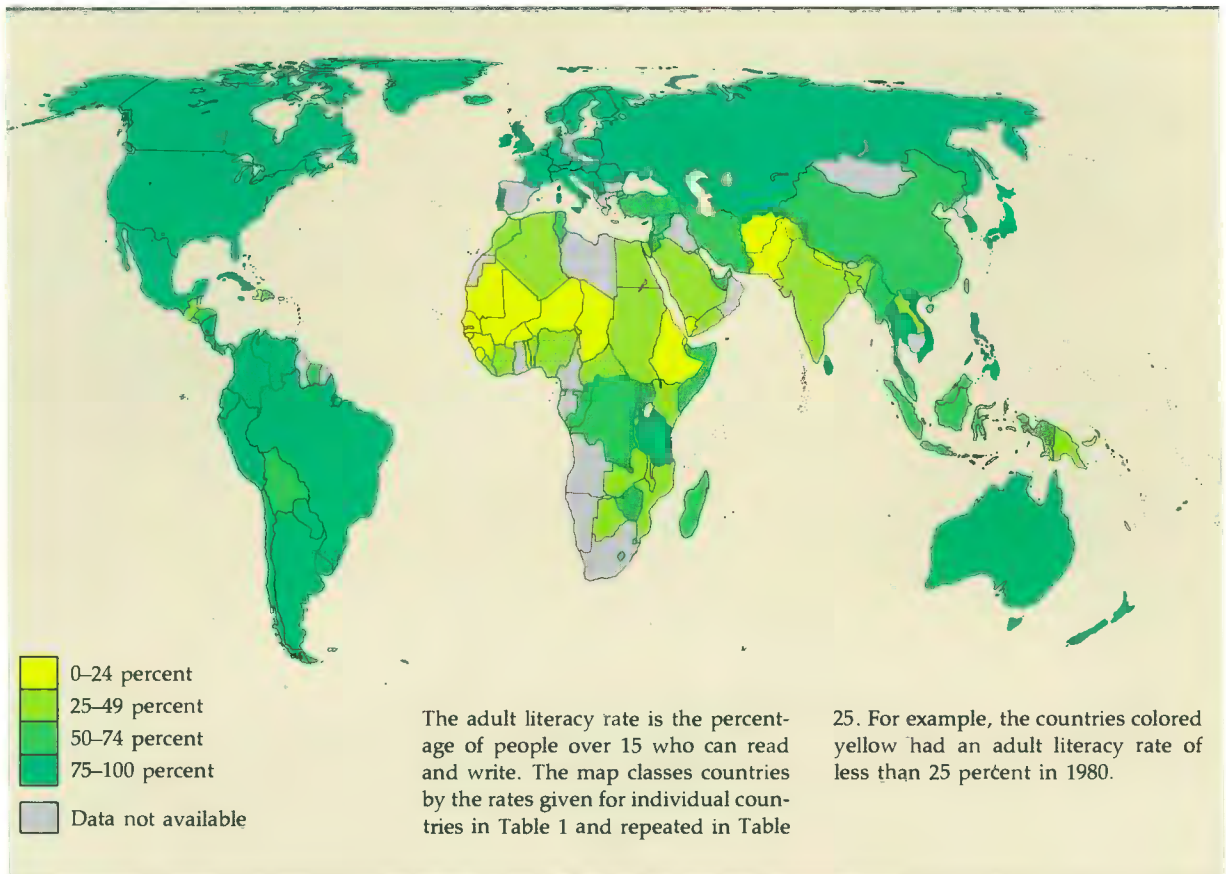 0–24 percent
25–49 percent
50–74 percent
75–100 percent
Data not available
The adult literacy rate is the percent-
age of people over 15 who can read
and write. The map classes countries
by the rates given for individual coun-
tries in Table 1 and repeated in Table
25. For example, the countries colored
yellow had an adult literacy rate of
less than 25 percent in 1980.